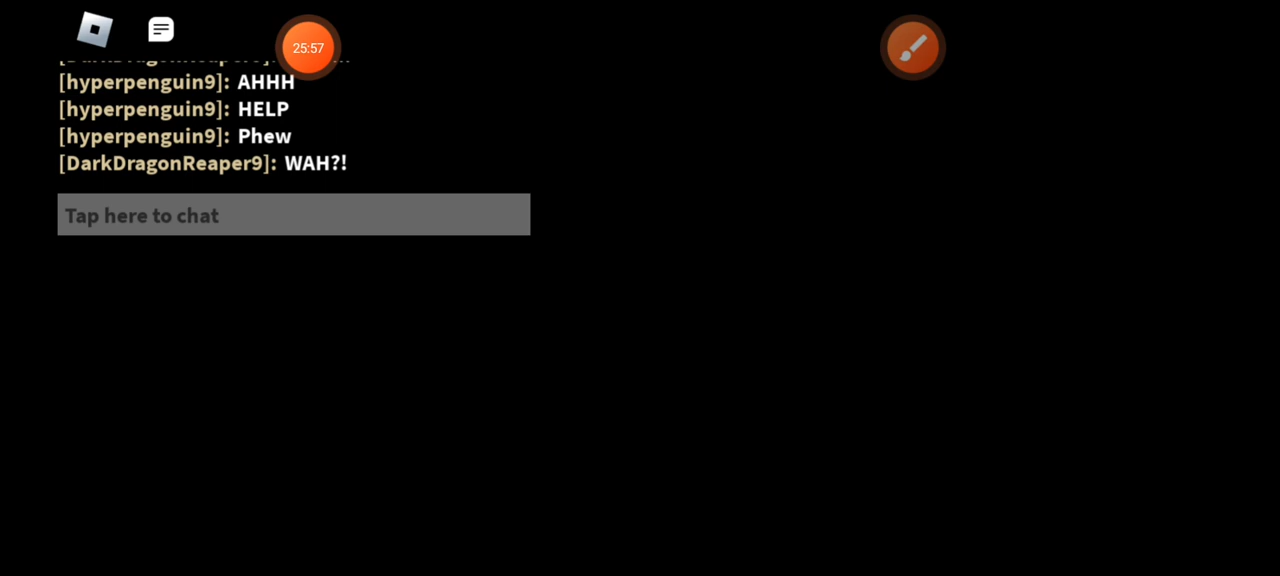 25:57
[hyperpenguin9]: AHHH
[hyperpenguin9]: HELP
[hyperpenguin9]: Phew
[DarkDragonReaper9]: WAH?!
Tap here to chat